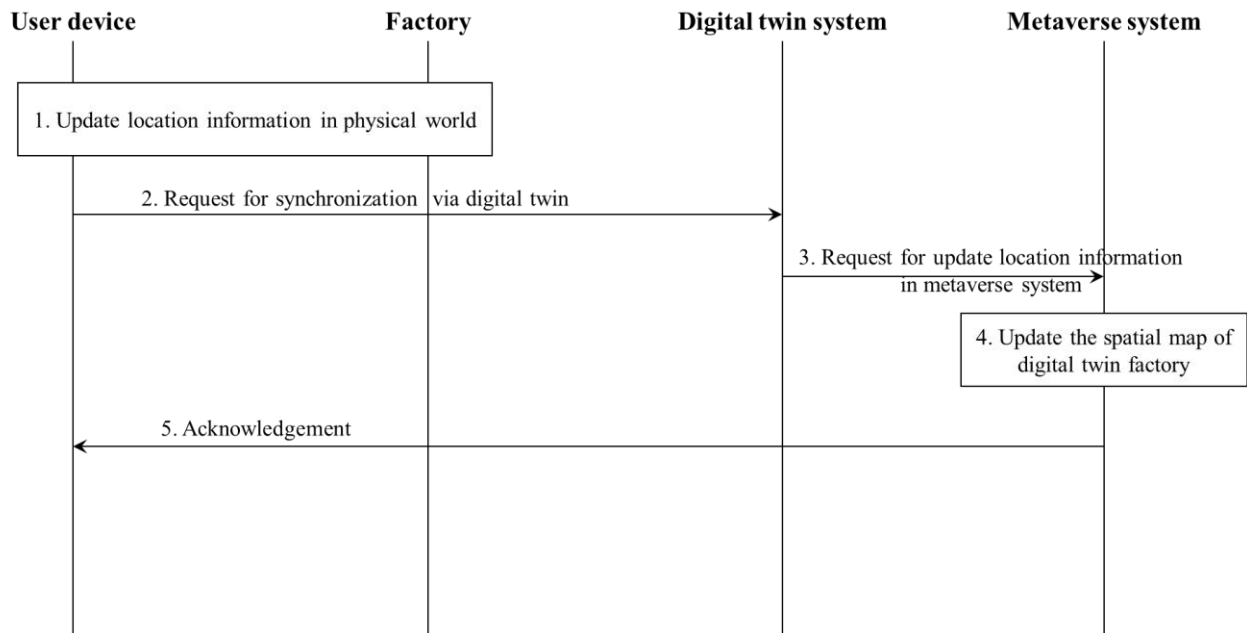 User device
Factory
Digital twin system
Metaverse system
1. Update location information in physical world
2. Request for synchronization via digital twin
3. Request for update location information
in metaverse system
4. Update the spatial map of
digital twin factory
5. Acknowledgement